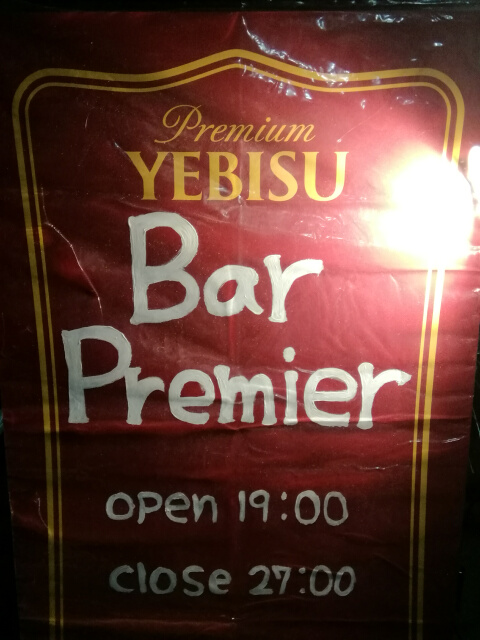 Premium
YEBISU
Bar
Premier
open 19:00
close 27:00